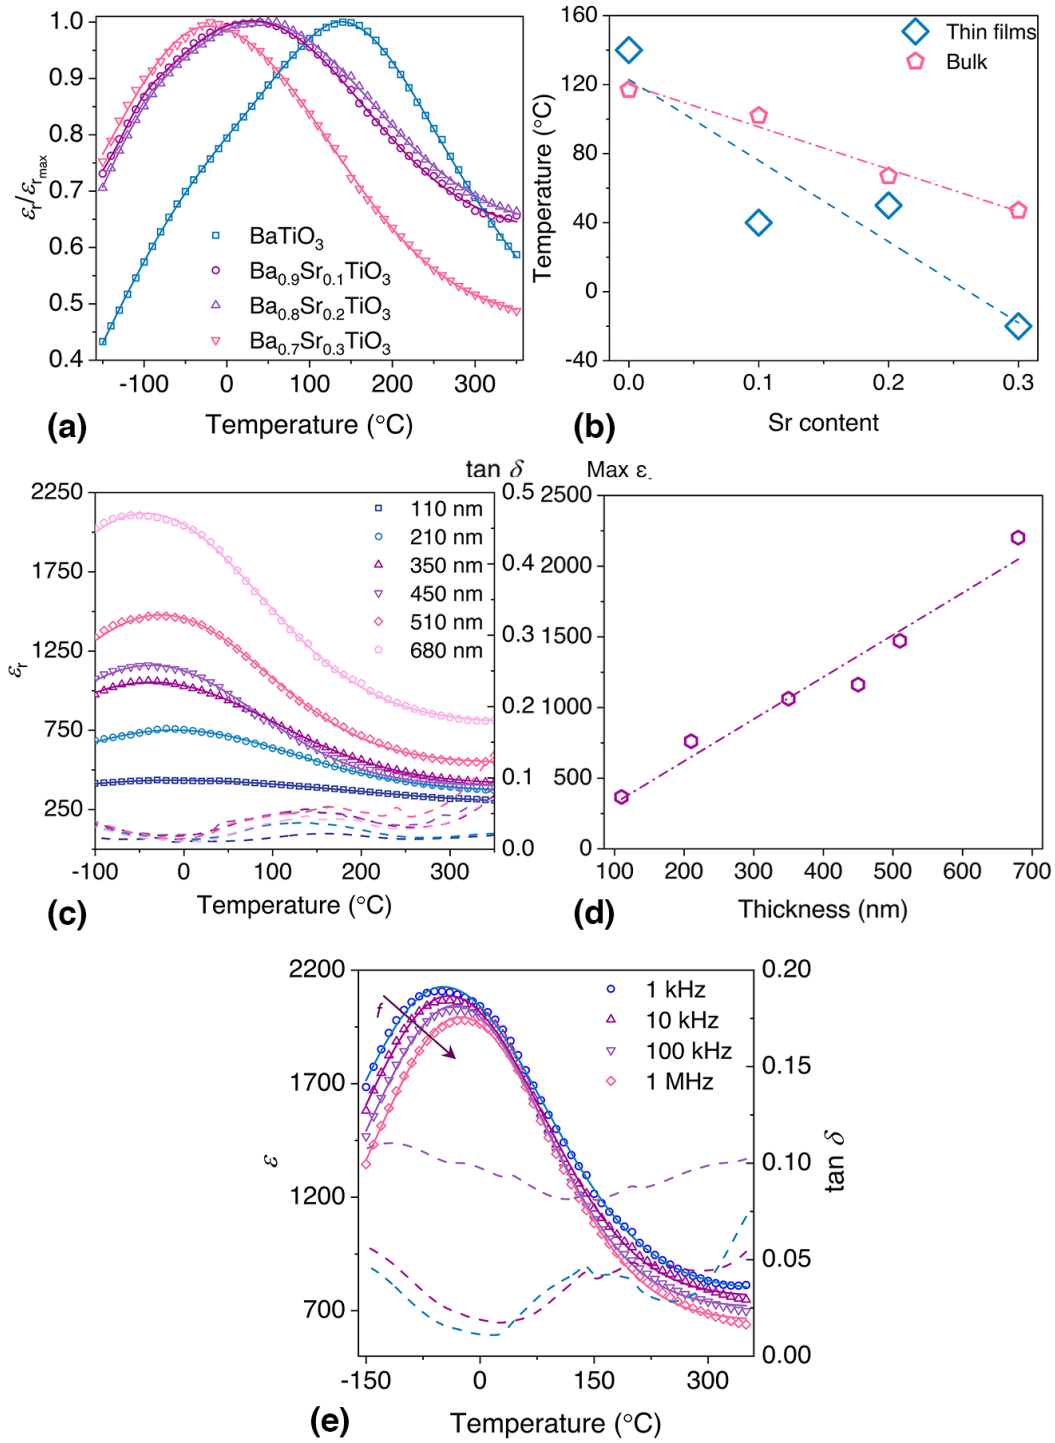 εr/εrmax
1.0
0.9
0.8
0.7
0.6
0.5
0.4
BaTiO3
Ba0.9Sr0.1TiO3
Ba0.8Sr0.2TiO3
Ba0.7Sr0.3TiO3
-100 0 100 200 300
Temperature (°C)
(a)
Temperature (°C)
160
120
80
40
0
-40
Thin films
Bulk
0.0 0.1 0.2 0.3
Sr content
(b)
tan δ
εr
2250
1750
1250
750
250
110 nm
210 nm
350 nm
450 nm
510 nm
680 nm
0.5
0.4
0.3
0.2
0.1
0.0
-100 0 100 200 300
Temperature (°C)
(c)
Max ε
2500
2000
1500
1000
500
0
100 200 300 400 500 600 700
Thickness (nm)
(d)
ε
2200
1700
1200
700
f
1 kHz
10 kHz
100 kHz
1 MHz
0.20
0.15
0.10
0.05
0.00
tan δ
-150 0 150 300
Temperature (°C)
(e)